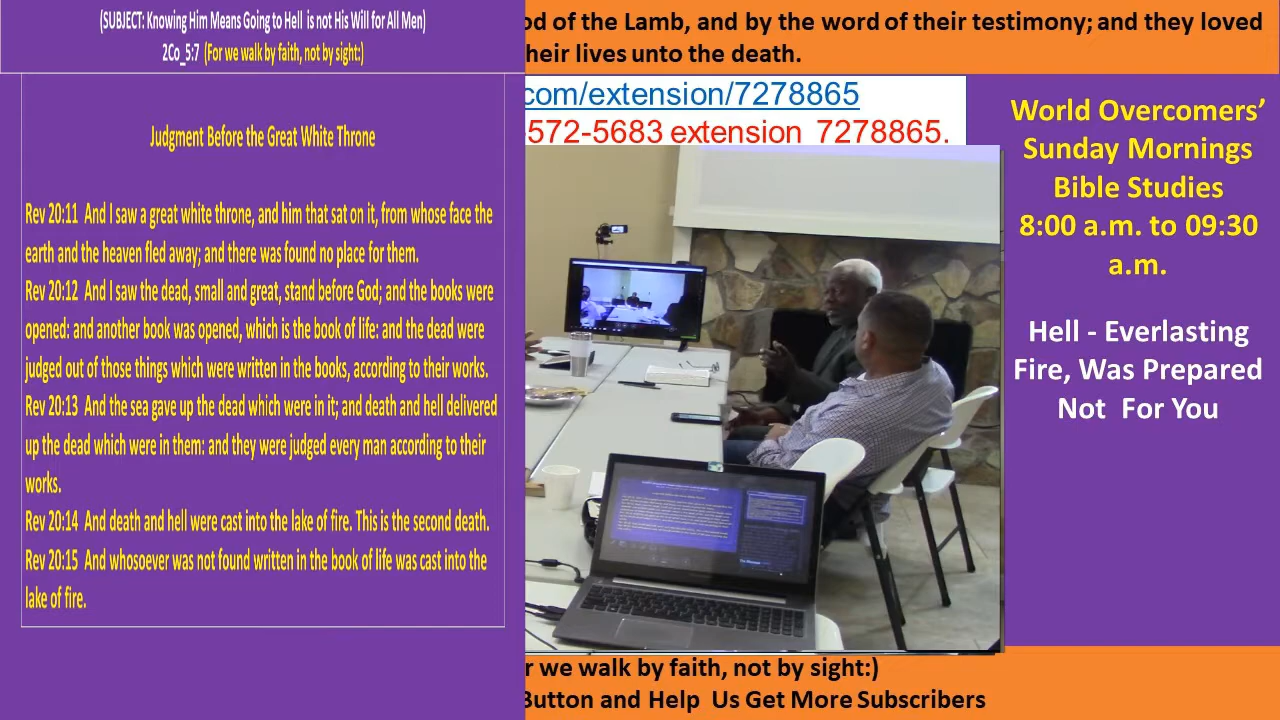 (SUBJECT: Knowing Him Means Going to Hell is not His Will for All Men)
2Co_5:7 (For we walk by faith, not by sight:)
Judgment Before the Great White Throne
Rev 20:11 And I saw a great white throne, and him that sat on it, from whose face the
earth and the heaven fled away; and there was found no place for them.
Rev 20:12 And I saw the dead, small and great, stand before God; and the books were
opened: and another book was opened, which is the book of life: and the dead were
judged out of those things which were written in the books, according to their works.
Rev 20:13 And the sea gave up the dead which were in it; and death and hell delivered
up the dead which were in them: and they were judged every man according to their
works.
Rev 20:14 And death and hell were cast into the lake of fire. This is the second death.
Rev 20:15 And whosoever was not found written in the book of life was cast into the
lake of fire.
od of the Lamb, and by the word of their testimony; and they loved
heir lives unto the death.
com/extension/7278865
572-5683 extension 7278865.
World Overcomers’
Sunday Mornings
Bible Studies
8:00 a.m. to 09:30
a.m.
Hell - Everlasting
Fire, Was Prepared
Not For You
r we walk by faith, not by sight:)
Button and Help Us Get More Subscribers